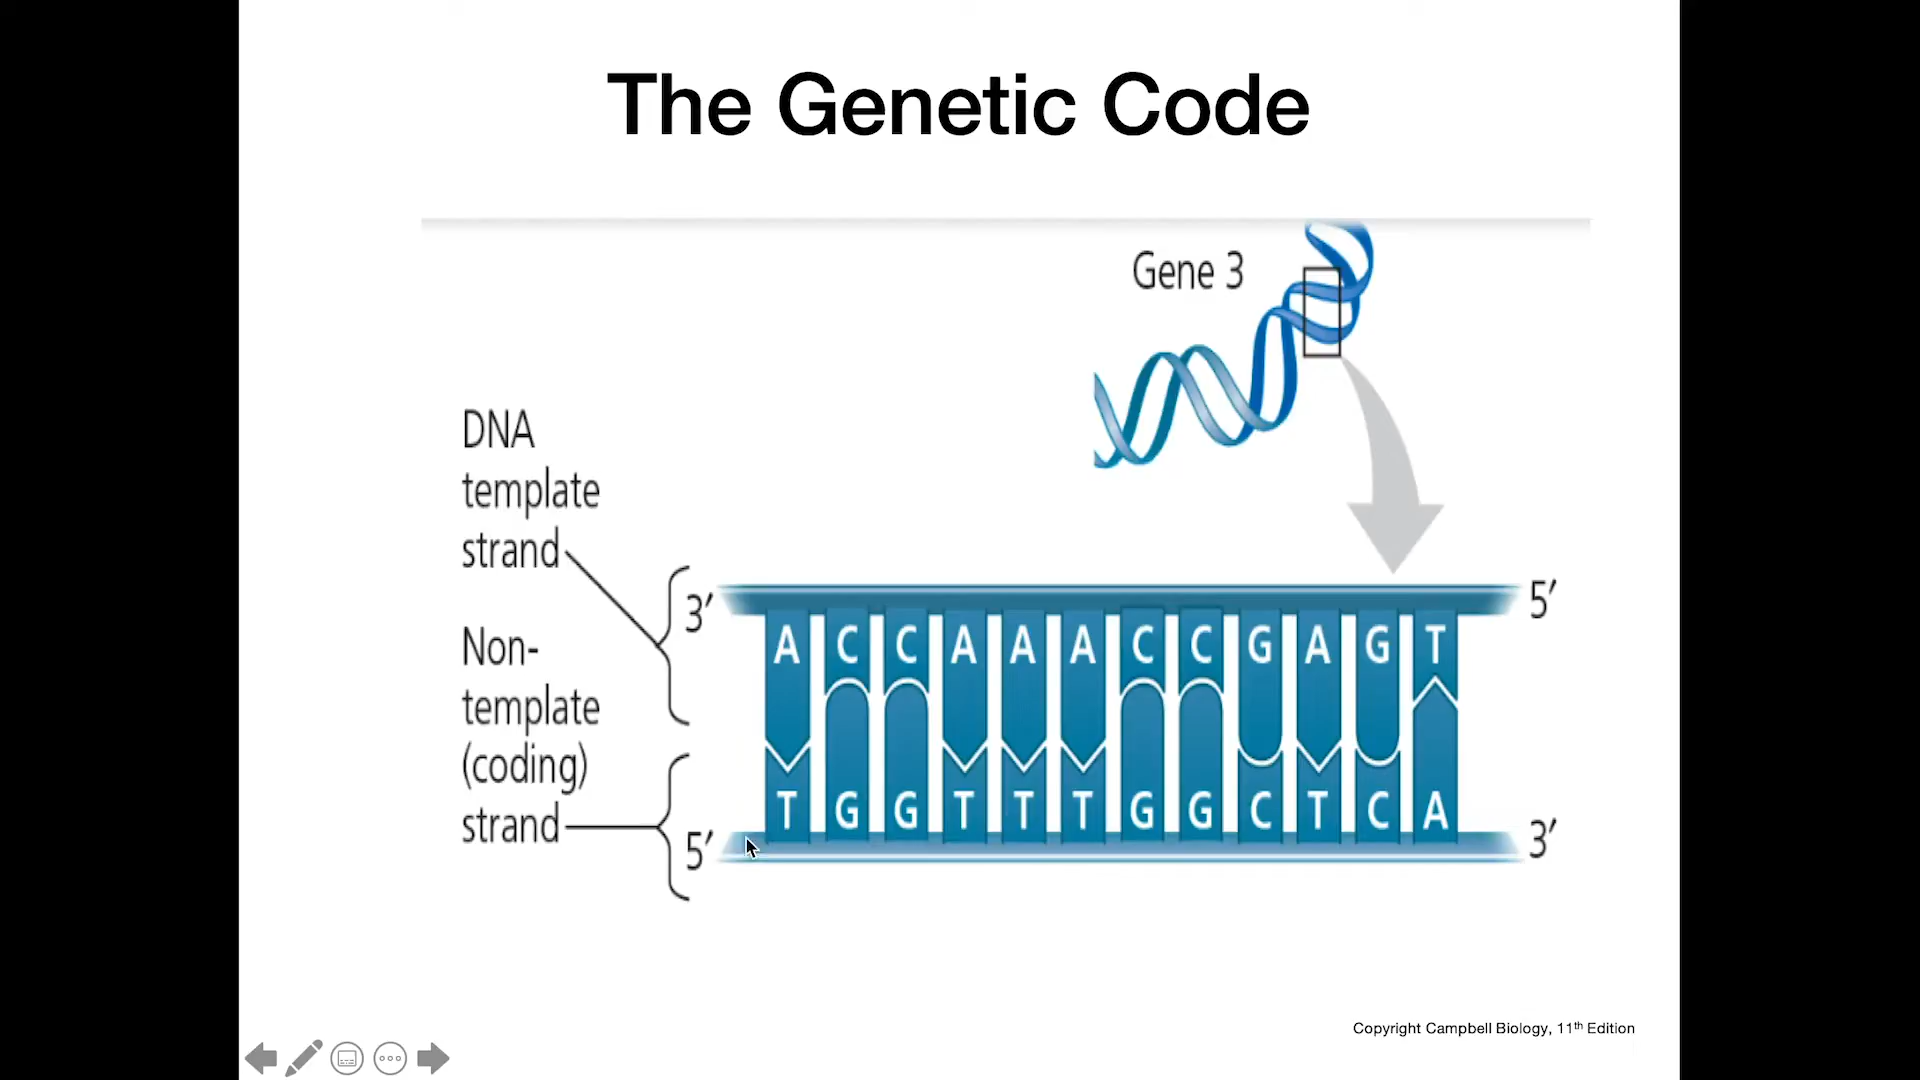 The Genetic Code
Gene 3
DNA
template
strand
3′ 5′
A C C A A A C C G A G T
Non-
template
(coding)
strand
T G G T T T G G C T C A
5′ 3′
Copyright Campbell Biology, 11th Edition